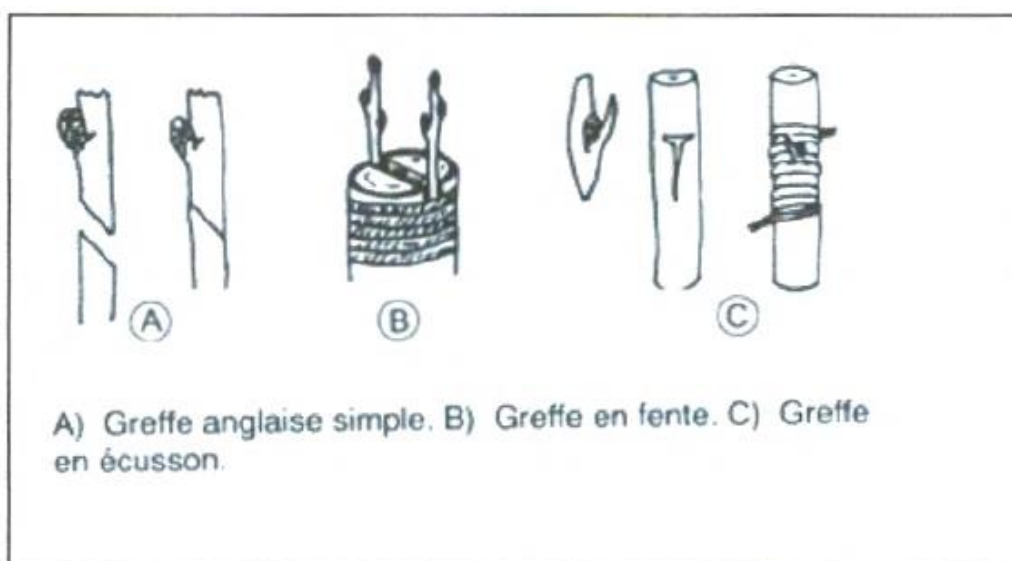 A
B
C
A) Greffe anglaise simple. B) Greffe en fente. C) Greffe
en écusson.